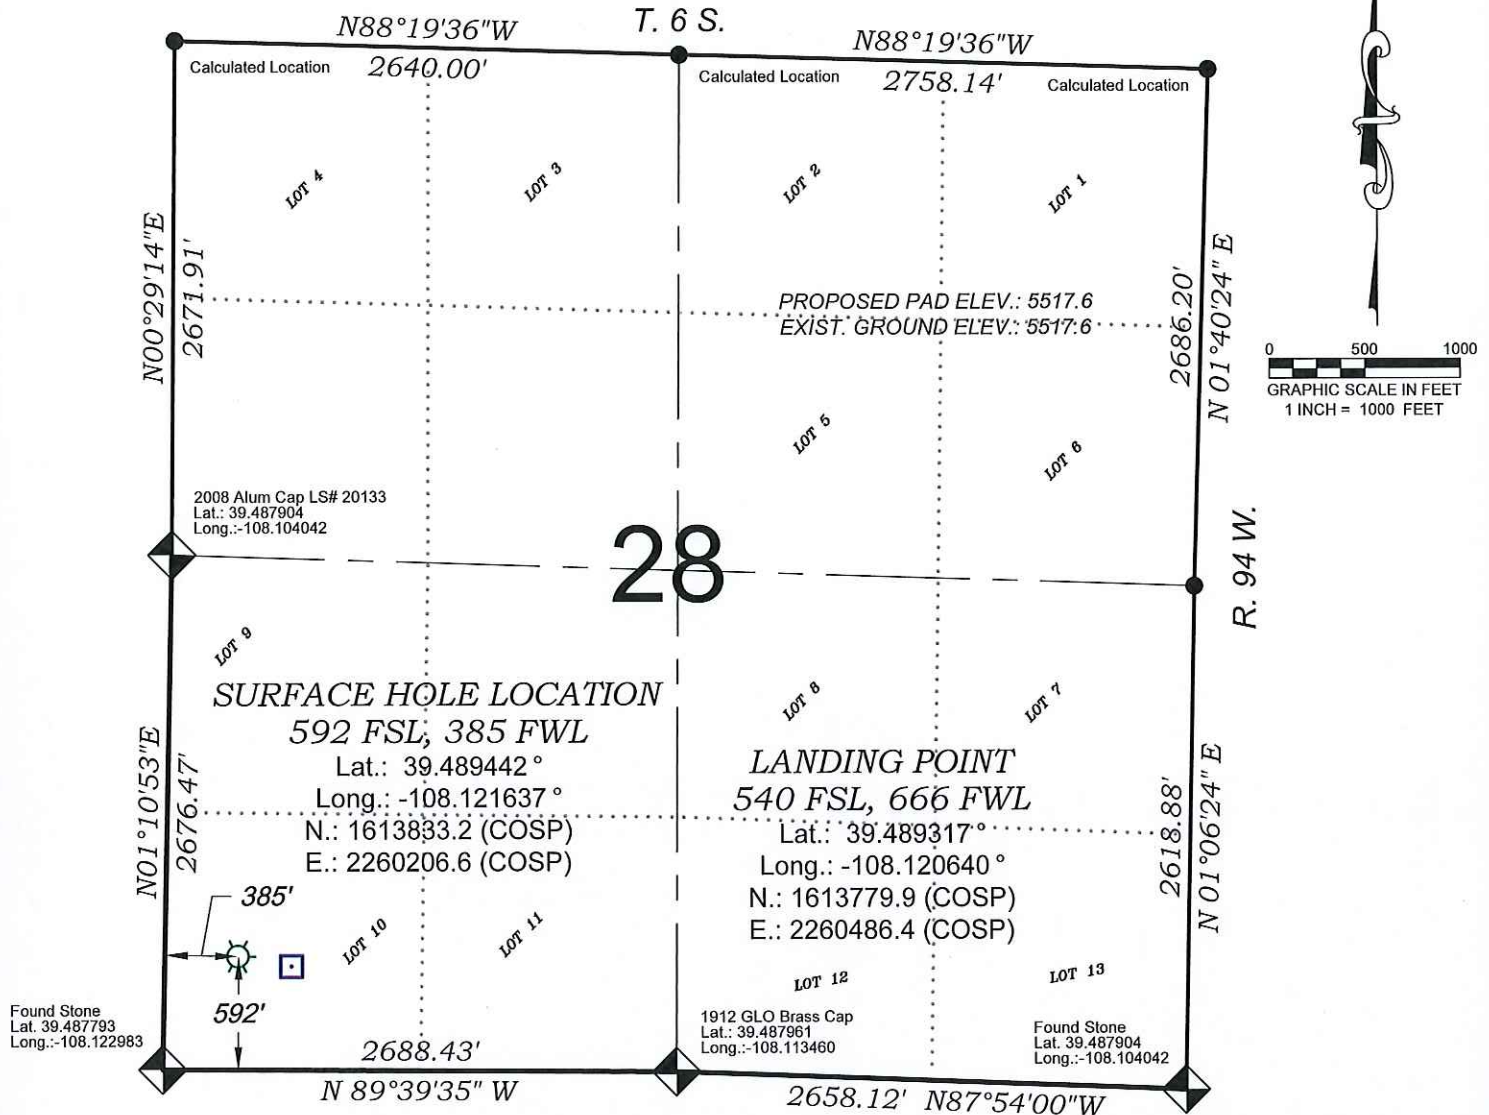 T. 6 S.
N88°19'36"W
N88°19'36"W
2640.00'
2758.14'
Calculated Location
Calculated Location
Calculated Location
LOT 4
LOT 3
LOT 2
LOT 1
N00°29'14"E
2671.91'
2686.20'
N 01°40'24" E
PROPOSED PAD ELEV.: 5517.6
EXIST. GROUND ELEV.: 5517.6
0 500 1000
GRAPHIC SCALE IN FEET
1 INCH = 1000 FEET
LOT 5
LOT 6
2008 Alum Cap LS# 20133
Lat.: 39.487904
Long.:-108.104042
28
R. 94 W.
LOT 9
LOT 8
LOT 7
SURFACE HOLE LOCATION
592 FSL, 385 FWL
Lat.: 39.489442°
Long.: -108.121637°
N.: 1613833.2 (COSP)
E.: 2260206.6 (COSP)
LANDING POINT
540 FSL, 666 FWL
Lat.: 39.489317°
Long.: -108.120640°
N.: 1613779.9 (COSP)
E.: 2260486.4 (COSP)
N01°10'53"E
2676.47'
2618.88'
N 01°06'24" E
385'
LOT 10
LOT 11
LOT 12
LOT 13
592'
Found Stone
Lat. 39.487793
Long.:-108.122983
1912 GLO Brass Cap
Lat.: 39.487961
Long.:-108.113460
Found Stone
Lat. 39.487904
Long.:-108.104042
2688.43'
N 89°39'35" W
2658.12' N87°54'00"W